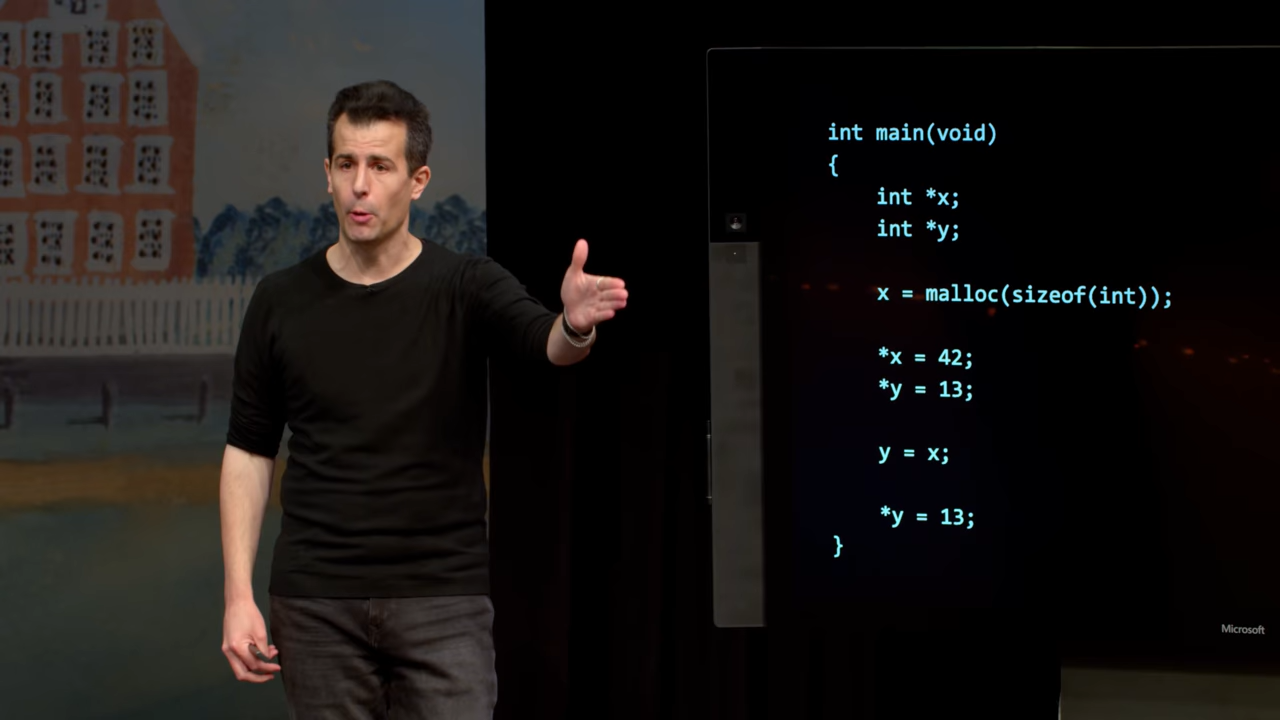 int main(void)
{
int *x;
int *y;
x = malloc(sizeof(int));
*x = 42;
*y = 13;
y = x;
*y = 13;
}
Microsoft